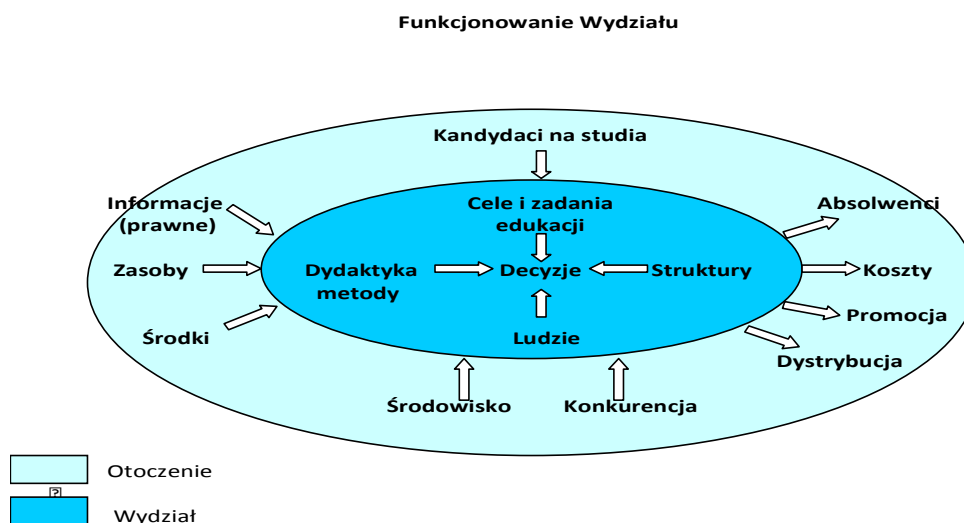 Funkcjonowanie Wydziału
Kandydaci na studia
Informacje
(prawne)
Cele i zadania
edukacji
Absolwenci
Zasoby
Dydaktyka
metody
Decyzje
Struktury
Koszty
Promocja
Środki
Ludzie
Dystrybucja
Środowisko
Konkurencja
Otoczenie
Wydział